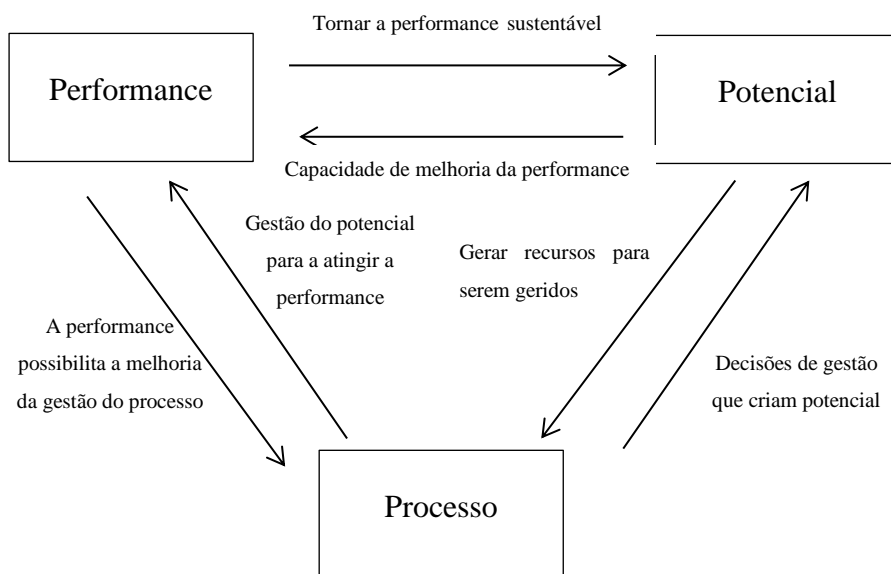 Tornar a performance sustentável
Performance
Potencial
Capacidade de melhoria da performance
Gestão do potencial
para a atingir a
performance
Gerar recursos para
serem geridos
A performance
possibilita a melhoria
da gestão do processo
Decisões de gestão
que criam potencial
Processo